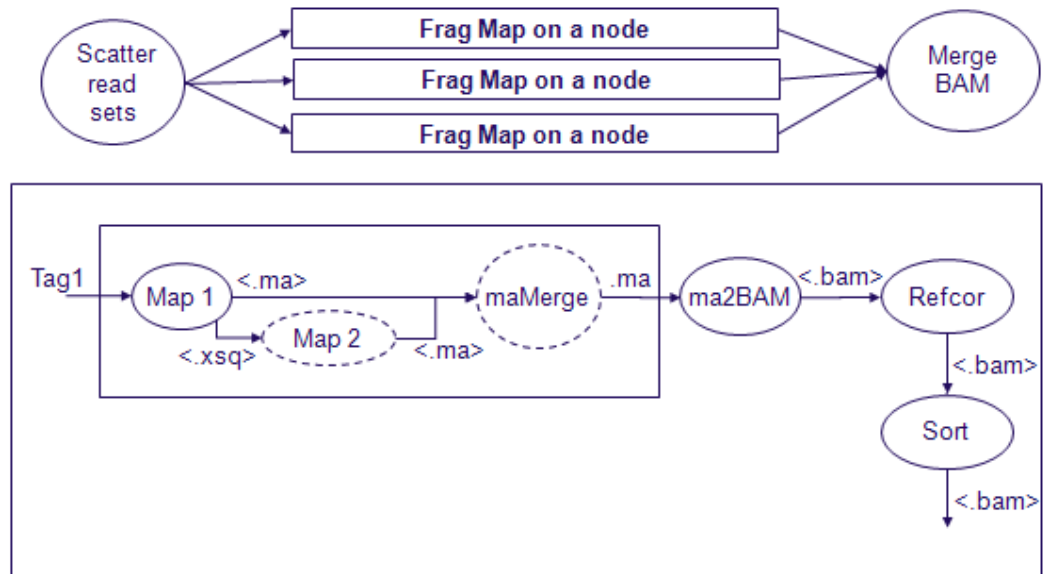 Scatter
read
sets
Frag Map on a node
Frag Map on a node
Frag Map on a node
Merge
BAM
Tag1
Map 1
<.ma>
<.xsq>
Map 2
<.ma>
maMerge
.ma
ma2BAM
<.bam>
Refcor
<.bam>
Sort
<.bam>